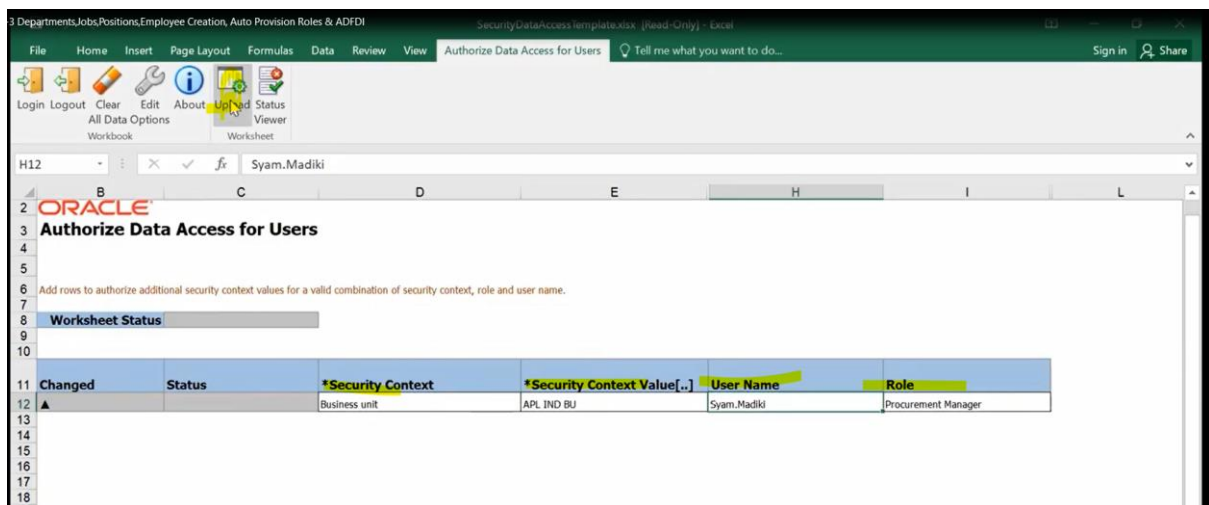 3 Departments,Jobs,Positions,Employee Creation, Auto Provision Roles & ADFDI
SecurityDataAccessTemplate.xlsx [Read-Only] - Excel
File Home Insert Page Layout Formulas Data Review View Authorize Data Access for Users Tell me what you want to do... Sign in Share
Login Logout Clear Edit About Upload Status
All Data Options Viewer
Workbook Worksheet
H12 fx Syam.Madiki
B C D E H I L
2 ORACLE
3 Authorize Data Access for Users
4
5
6 Add rows to authorize additional security context values for a valid combination of security context, role and user name.
7
8 Worksheet Status
9
10
11 Changed Status *Security Context *Security Context Value[..] User Name Role
12 ▲ Business unit APL IND BU Syam.Madiki Procurement Manager
13
14
15
16
17
18